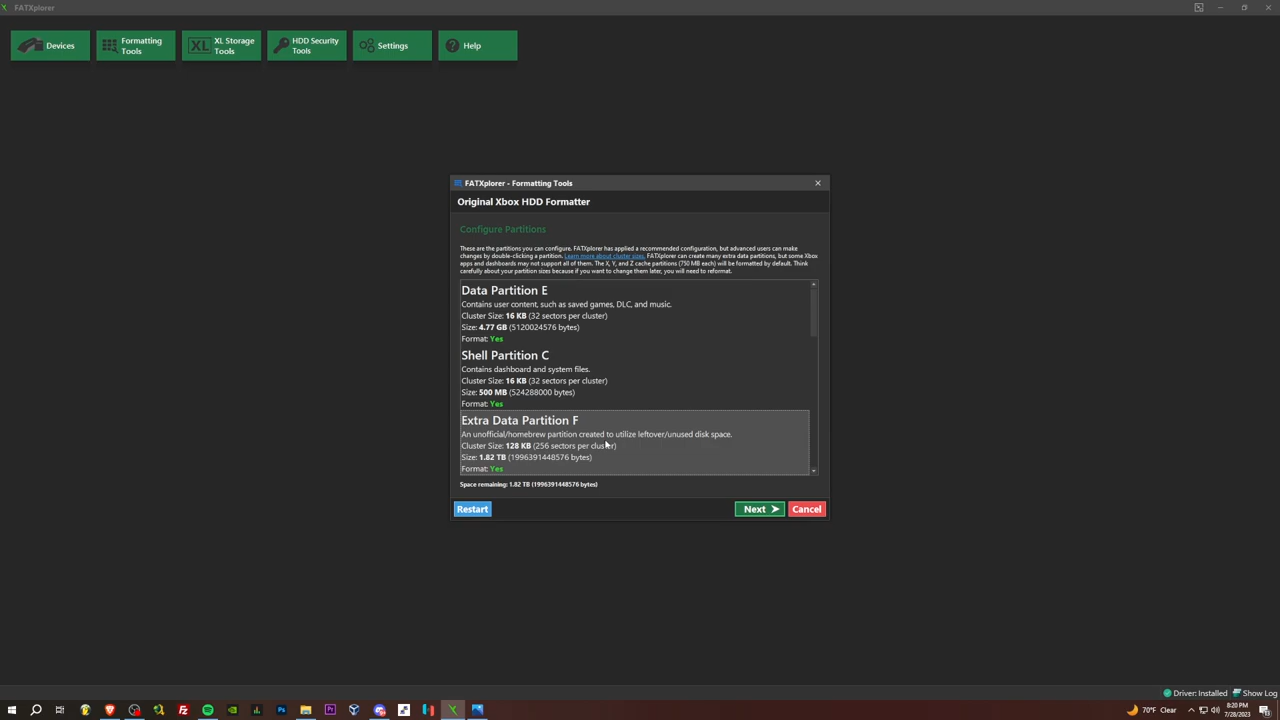 FATXplorer
Devices
Formatting
Tools
XL
XL Storage
Tools
HDD Security
Tools
Settings
? Help
FATXplorer - Formatting Tools
Original Xbox HDD Formatter
Configure Partitions
These are the partitions you can configure. FATXplorer has applied a recommended configuration, but advanced users can make
changes by double-clicking a partition. Learn more about cluster sizes. FATXplorer can create many extra data partitions, but some Xbox
apps and dashboards may not support all of them. The X, Y, and Z cache partitions (750 MB each) will be formatted by default. Think
carefully about your partition sizes because if you want to change them later, you will need to reformat.
Data Partition E
Contains user content, such as saved games, DLC, and music.
Cluster Size: 16 KB (32 sectors per cluster)
Size: 4.77 GB (5120024576 bytes)
Format: Yes
Shell Partition C
Contains dashboard and system files.
Cluster Size: 16 KB (32 sectors per cluster)
Size: 500 MB (524288000 bytes)
Format: Yes
Extra Data Partition F
An unofficial/homebrew partition created to utilize leftover/unused disk space.
Cluster Size: 128 KB (256 sectors per cluster)
Size: 1.82 TB (1996391448576 bytes)
Format: Yes
Space remaining: 1.82 TB (1996391448576 bytes)
Restart
Next
Cancel
Driver: Installed
Show Log
Pr
Ps
70°F Clear
8:20 PM
7/28/2023